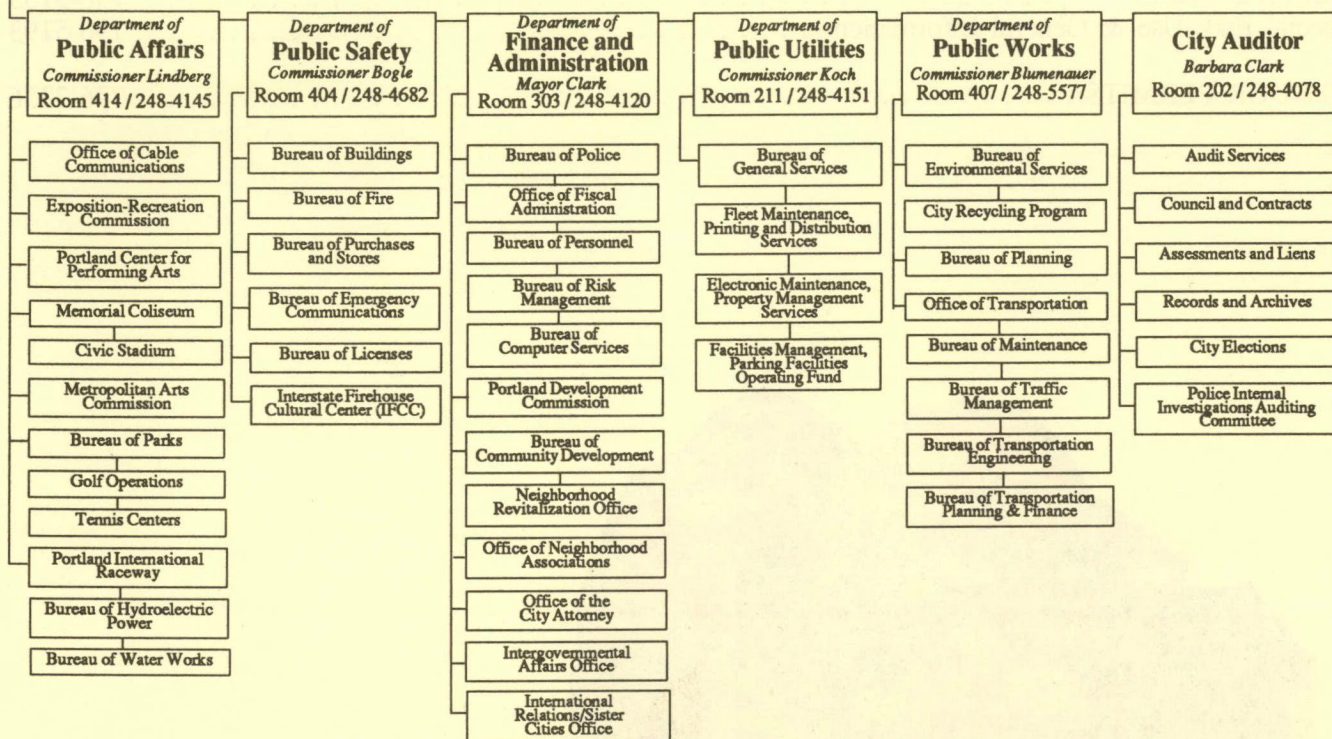 Department of
Public Affairs
Commissioner Lindberg
Room 414 / 248-4145
Office of Cable
Communications
Exposition-Recreation
Commission
Portland Center for
Performing Arts
Memorial Coliseum
Civic Stadium
Metropolitan Arts
Commission
Bureau of Parks
Golf Operations
Tennis Centers
Portland International
Raceway
Bureau of Hydroelectric
Power
Bureau of Water Works
Department of
Public Safety
Commissioner Bogle
Room 404 / 248-4682
Bureau of Buildings
Bureau of Fire
Bureau of Purchases
and Stores
Bureau of Emergency
Communications
Bureau of Licenses
Interstate Firehouse
Cultural Center (IFCC)
Department of
Finance and
Administration
Mayor Clark
Room 303 / 248-4120
Bureau of Police
Office of Fiscal
Administration
Bureau of Personnel
Bureau of Risk
Management
Bureau of
Computer Services
Portland Development
Commission
Bureau of
Community Development
Neighborhood
Revitalization Office
Office of Neighborhood
Associations
Office of the
City Attorney
Intergovernmental
Affairs Office
International
Relations/Sister
Cities Office
Department of
Public Utilities
Commissioner Koch
Room 211 / 248-4151
Bureau of
General Services
Fleet Maintenance,
Printing and Distribution
Services
Electronic Maintenance,
Property Management
Services
Facilities Management,
Parking Facilities
Operating Fund
Department of
Public Works
Commissioner Blumenauer
Room 407 / 248-5577
Bureau of
Environmental Services
City Recycling Program
Bureau of Planning
Office of Transportation
Bureau of Maintenance
Bureau of Traffic
Management
Bureau of Transportation
Engineering
Bureau of Transportation
Planning & Finance
City Auditor
Barbara Clark
Room 202 / 248-4078
Audit Services
Council and Contracts
Assessments and Liens
Records and Archives
City Elections
Police Internal
Investigations Auditing
Committee